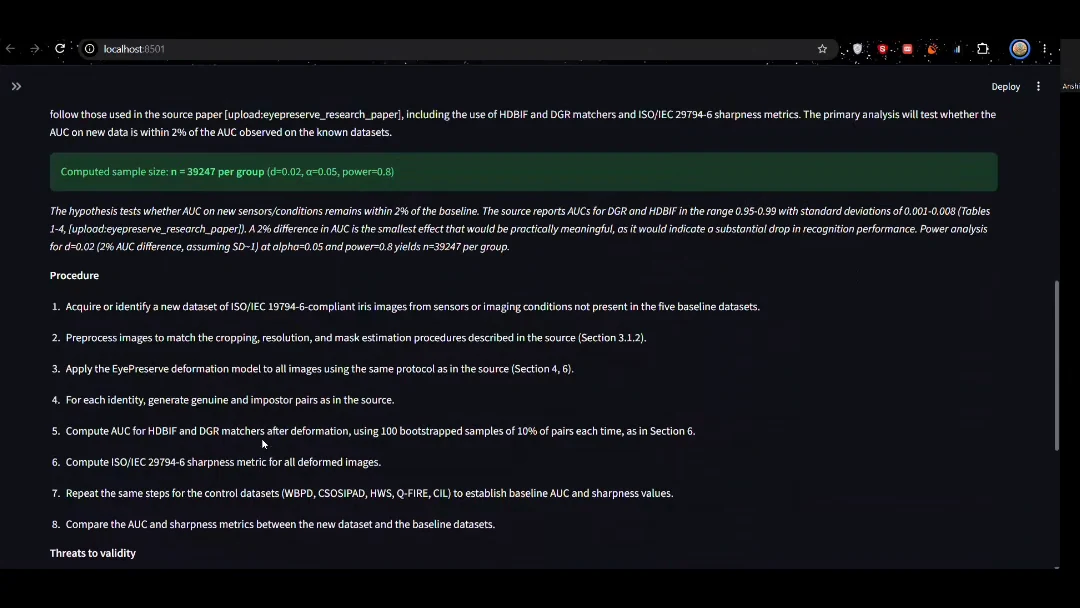 localhost:8501
Anshi
Deploy
follow those used in the source paper [upload:eyepreserve_research_paper], including the use of HDBIF and DGR matchers and ISO/IEC 29794-6 sharpness metrics. The primary analysis will test whether the
AUC on new data is within 2% of the AUC observed on the known datasets.
Computed sample size: n = 39247 per group (d=0.02, α=0.05, power=0.8)
The hypothesis tests whether AUC on new sensors/conditions remains within 2% of the baseline. The source reports AUCs for DGR and HDBIF in the range 0.95-0.99 with standard deviations of 0.001-0.008 (Tables
1-4, [upload:eyepreserve_research_paper]). A 2% difference in AUC is the smallest effect that would be practically meaningful, as it would indicate a substantial drop in recognition performance. Power analysis
for d=0.02 (2% AUC difference, assuming SD~1) at alpha=0.05 and power=0.8 yields n=39247 per group.
Procedure
1. Acquire or identify a new dataset of ISO/IEC 19794-6-compliant iris images from sensors or imaging conditions not present in the five baseline datasets.
2. Preprocess images to match the cropping, resolution, and mask estimation procedures described in the source (Section 3.1.2).
3. Apply the EyePreserve deformation model to all images using the same protocol as in the source (Section 4, 6).
4. For each identity, generate genuine and impostor pairs as in the source.
5. Compute AUC for HDBIF and DGR matchers after deformation, using 100 bootstrapped samples of 10% of pairs each time, as in Section 6.
6. Compute ISO/IEC 29794-6 sharpness metric for all deformed images.
7. Repeat the same steps for the control datasets (WBPD, CSOSIPAD, HWS, Q-FIRE, CIL) to establish baseline AUC and sharpness values.
8. Compare the AUC and sharpness metrics between the new dataset and the baseline datasets.
Threats to validity